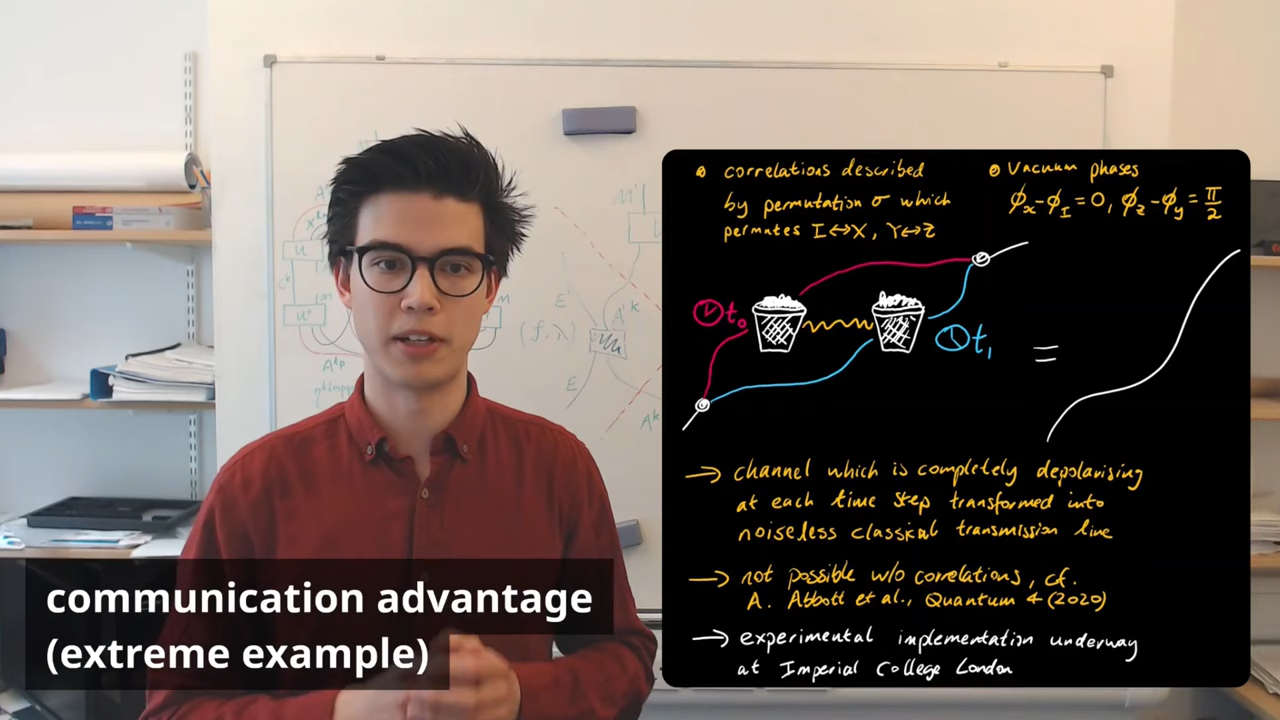 correlations described
by permutation σ which
permutes I↔X, Y↔Z
Vacuum phases
ϕx-ϕI=0, ϕz-ϕy=π/2
t0
t1
=
→ channel which is completely depolarising
at each time step transformed into
noiseless classical transmission line
→ not possible w/o correlations, cf.
A. Abbott et al., Quantum 4 (2020)
→ experimental implementation underway
at Imperial College London
communication advantage
(extreme example)